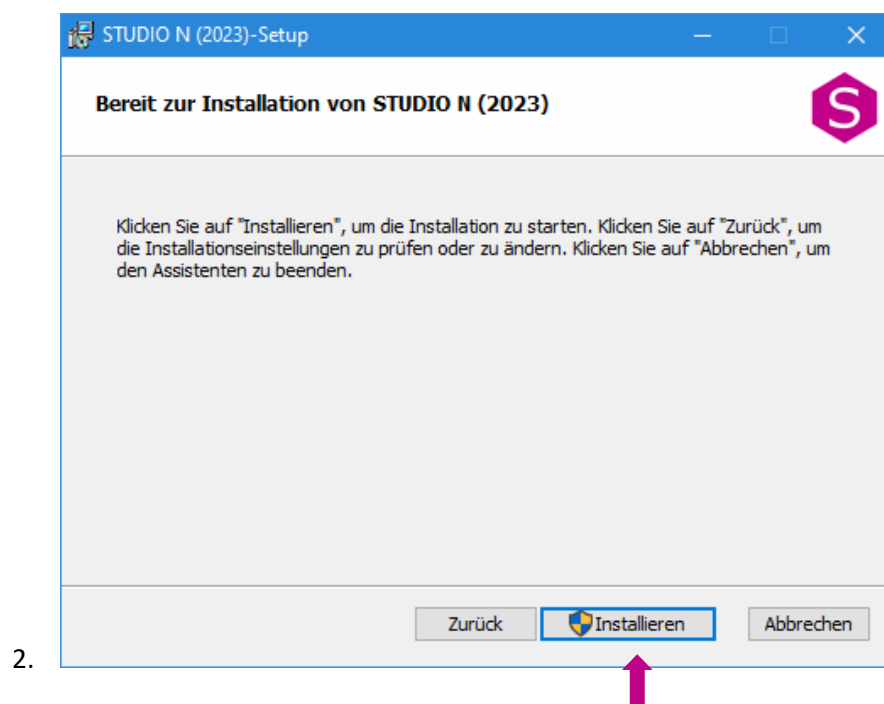 STUDIO N (2023)-Setup
Bereit zur Installation von STUDIO N (2023)
S
Klicken Sie auf "Installieren", um die Installation zu starten. Klicken Sie auf "Zurück", um
die Installationseinstellungen zu prüfen oder zu ändern. Klicken Sie auf "Abbrechen", um
den Assistenten zu beenden.
Zurück Installieren Abbrechen
2.